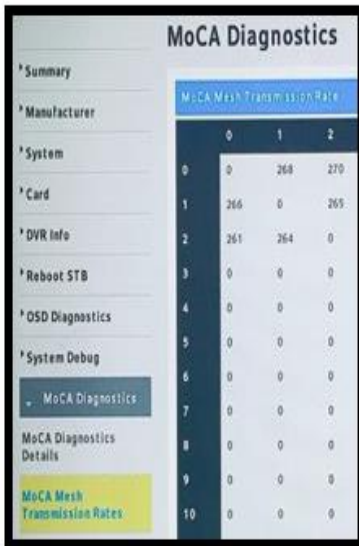 MoCA Diagnostics
Summary
Manufacturer
System
Card
DVR Info
Reboot STB
OSD Diagnostics
System Debug
MoCA Diagnostics
MoCA Diagnostics
Details
MoCA Mesh
Transmission Rates
MoCA Mesh Transmission Rate
0 1 2
0 0 268 270
1 266 0 265
2 261 264 0
3 0 0 0
4 0 0 0
5 0 0 0
6 0 0 0
7 0 0 0
8 0 0 0
9 0 0 0
10 0 0 0